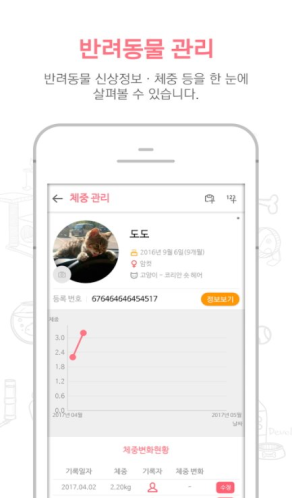 반려동물 관리
반려동물 신상정보 · 체중 등을 한 눈에
살펴볼 수 있습니다.
체중 관리
도도
2016년 9월 6일(9개월)
암컷
고양이 - 코리안 숏 헤어
등록 번호 676464646454517 정보보기
체중
3.0
2.4
1.8
1.2
0.6
0.0
2017년 04월 2017년 05월
날짜
체중변화현황
기록일자 체중 기록자 체중 변화
2017.04.02 2.20kg - 수정